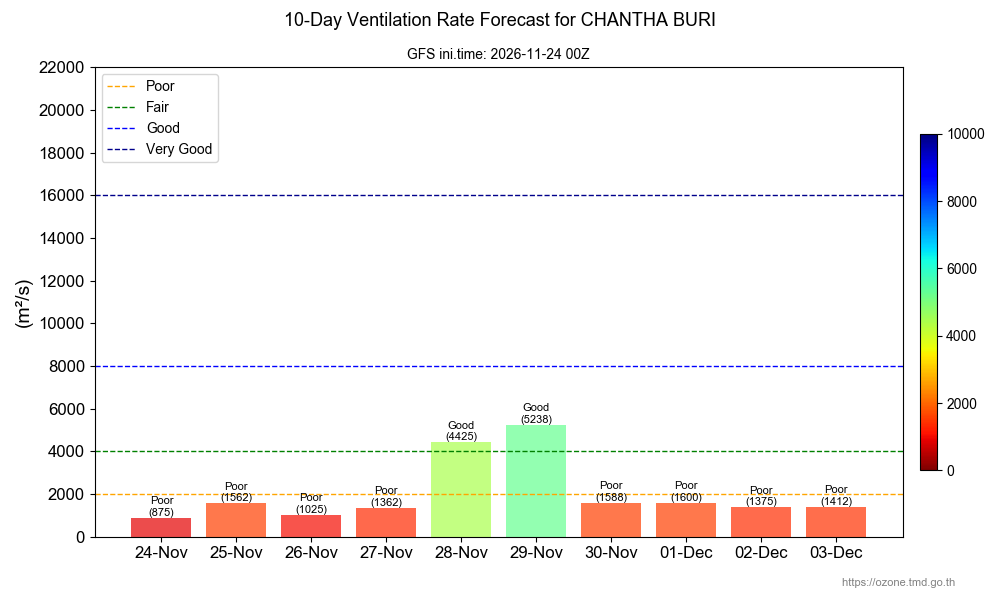 10-Day Ventilation Rate Forecast for CHANTHA BURI
GFS ini.time: 2026-11-24 00Z
22000
20000
18000
16000
14000
12000
10000
8000
6000
4000
2000
0
(m²/s)
Poor
Fair
Good
Very Good
Poor
(875)
Poor
(1562)
Poor
(1025)
Poor
(1362)
Good
(4425)
Good
(5238)
Poor
(1588)
Poor
(1600)
Poor
(1375)
Poor
(1412)
24-Nov
25-Nov
26-Nov
27-Nov
28-Nov
29-Nov
30-Nov
01-Dec
02-Dec
03-Dec
10000
8000
6000
4000
2000
0
https://ozone.tmd.go.th